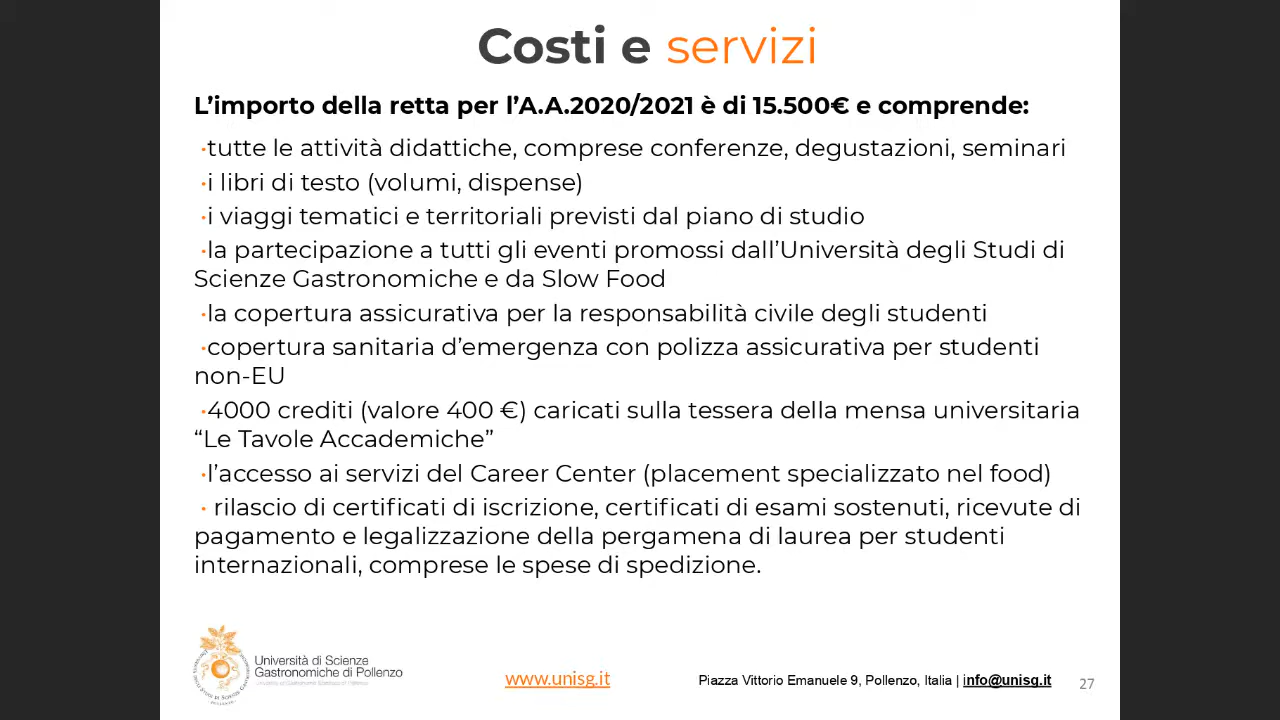 Costi e servizi
L’importo della retta per l’A.A.2020/2021 è di 15.500€ e comprende:
•tutte le attività didattiche, comprese conferenze, degustazioni, seminari
•i libri di testo (volumi, dispense)
•i viaggi tematici e territoriali previsti dal piano di studio
•la partecipazione a tutti gli eventi promossi dall’Università degli Studi di
Scienze Gastronomiche e da Slow Food
•la copertura assicurativa per la responsabilità civile degli studenti
•copertura sanitaria d’emergenza con polizza assicurativa per studenti
non-EU
•4000 crediti (valore 400 €) caricati sulla tessera della mensa universitaria
“Le Tavole Accademiche”
•l’accesso ai servizi del Career Center (placement specializzato nel food)
• rilascio di certificati di iscrizione, certificati di esami sostenuti, ricevute di
pagamento e legalizzazione della pergamena di laurea per studenti
internazionali, comprese le spese di spedizione.
Università di Scienze
Gastronomiche di Pollenzo
www.unisg.it
Piazza Vittorio Emanuele 9, Pollenzo, Italia | info@unisg.it
27